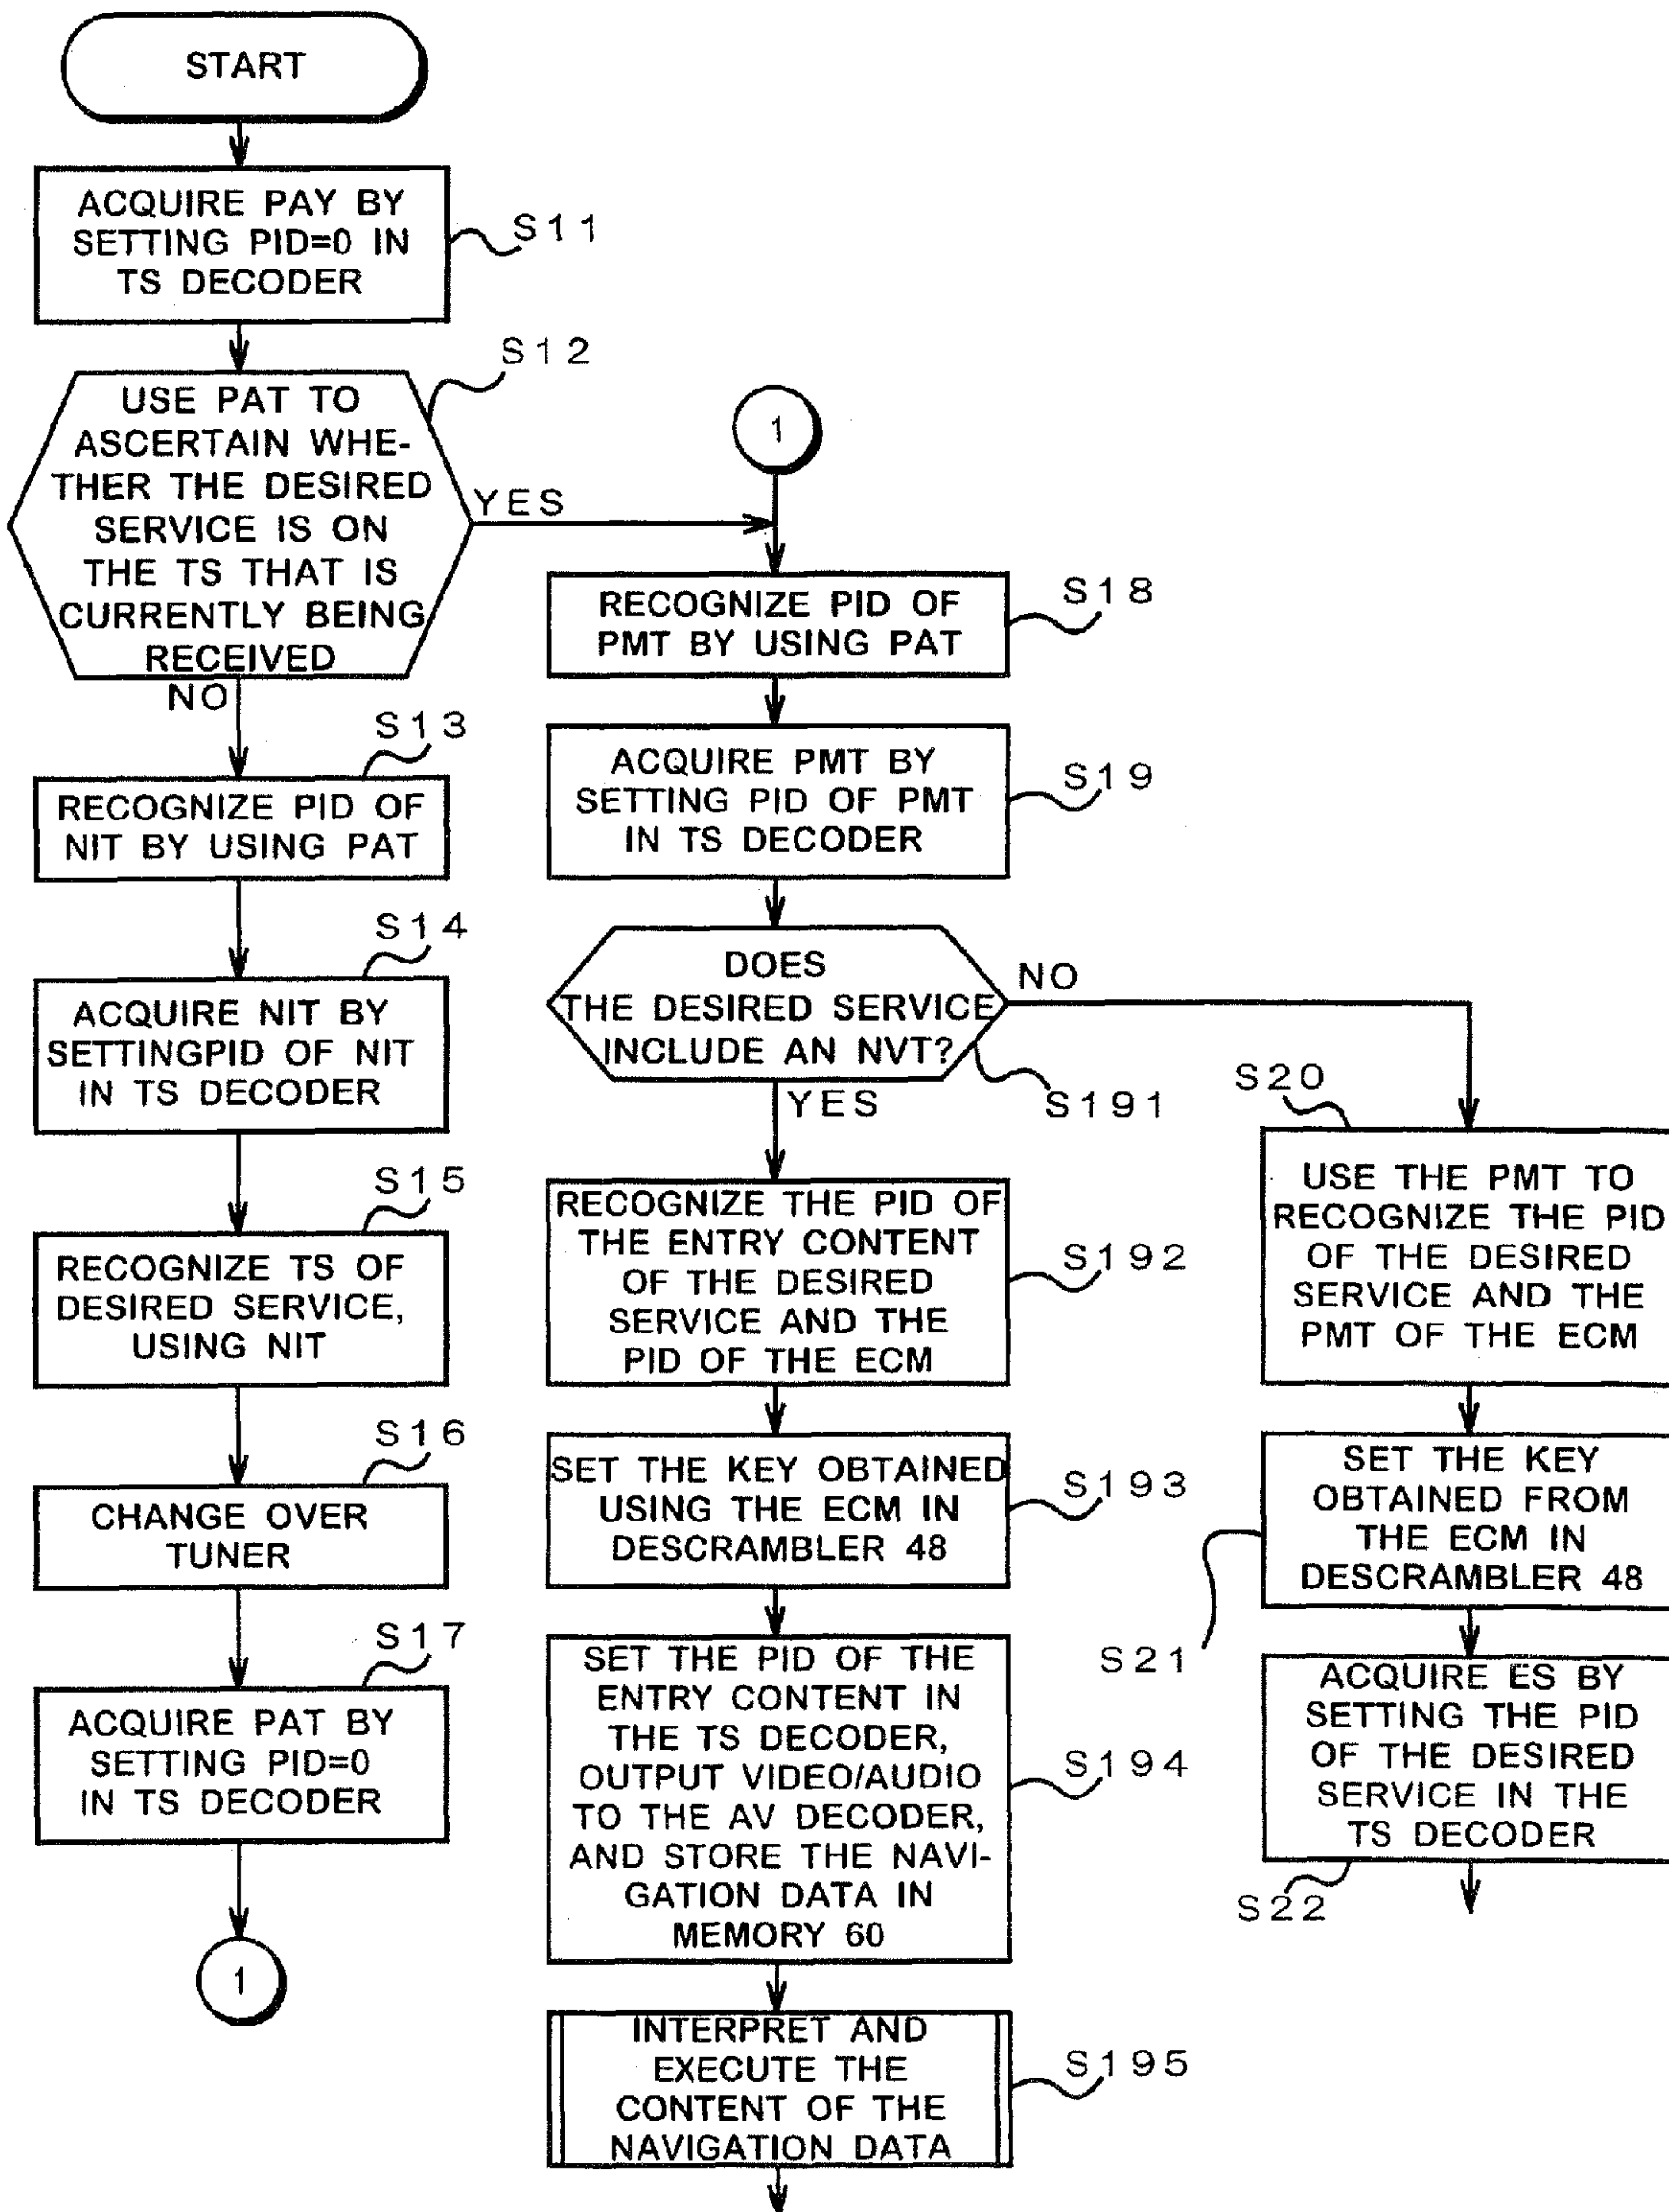 START
ACQUIRE PAY BY
SETTING PID=0 IN
TS DECODER
S11
S12
USE PAT TO
ASCERTAIN WHE-
THER THE DESIRED
SERVICE IS ON
THE TS THAT IS
CURRENTLY BEING
RECEIVED
YES
NO
S13
RECOGNIZE PID OF
NIT BY USING PAT
S14
ACQUIRE NIT BY
SETTINGPID OF NIT
IN TS DECODER
S15
RECOGNIZE TS OF
DESIRED SERVICE,
USING NIT
S16
CHANGE OVER
TUNER
S17
ACQUIRE PAT BY
SETTING PID=0
IN TS DECODER
1
1
RECOGNIZE PID OF
PMT BY USING PAT
S18
ACQUIRE PMT BY
SETTING PID OF PMT
IN TS DECODER
S19
DOES
THE DESIRED SERVICE
INCLUDE AN NVT?
NO
YES
S191
RECOGNIZE THE PID OF
THE ENTRY CONTENT
OF THE DESIRED
SERVICE AND THE
PID OF THE ECM
S192
SET THE KEY OBTAINED
USING THE ECM IN
DESCRAMBLER 48
S193
SET THE PID OF THE
ENTRY CONTENT IN
THE TS DECODER,
OUTPUT VIDEO/AUDIO
TO THE AV DECODER,
AND STORE THE NAVI-
GATION DATA IN
MEMORY 60
S194
INTERPRET AND
EXECUTE THE
CONTENT OF THE
NAVIGATION DATA
S195
S20
USE THE PMT TO
RECOGNIZE THE PID
OF THE DESIRED
SERVICE AND THE
PMT OF THE ECM
SET THE KEY
OBTAINED FROM
THE ECM IN
DESCRAMBLER 48
S21
ACQUIRE ES BY
SETTING THE PID
OF THE DESIRED
SERVICE IN THE
TS DECODER
S22